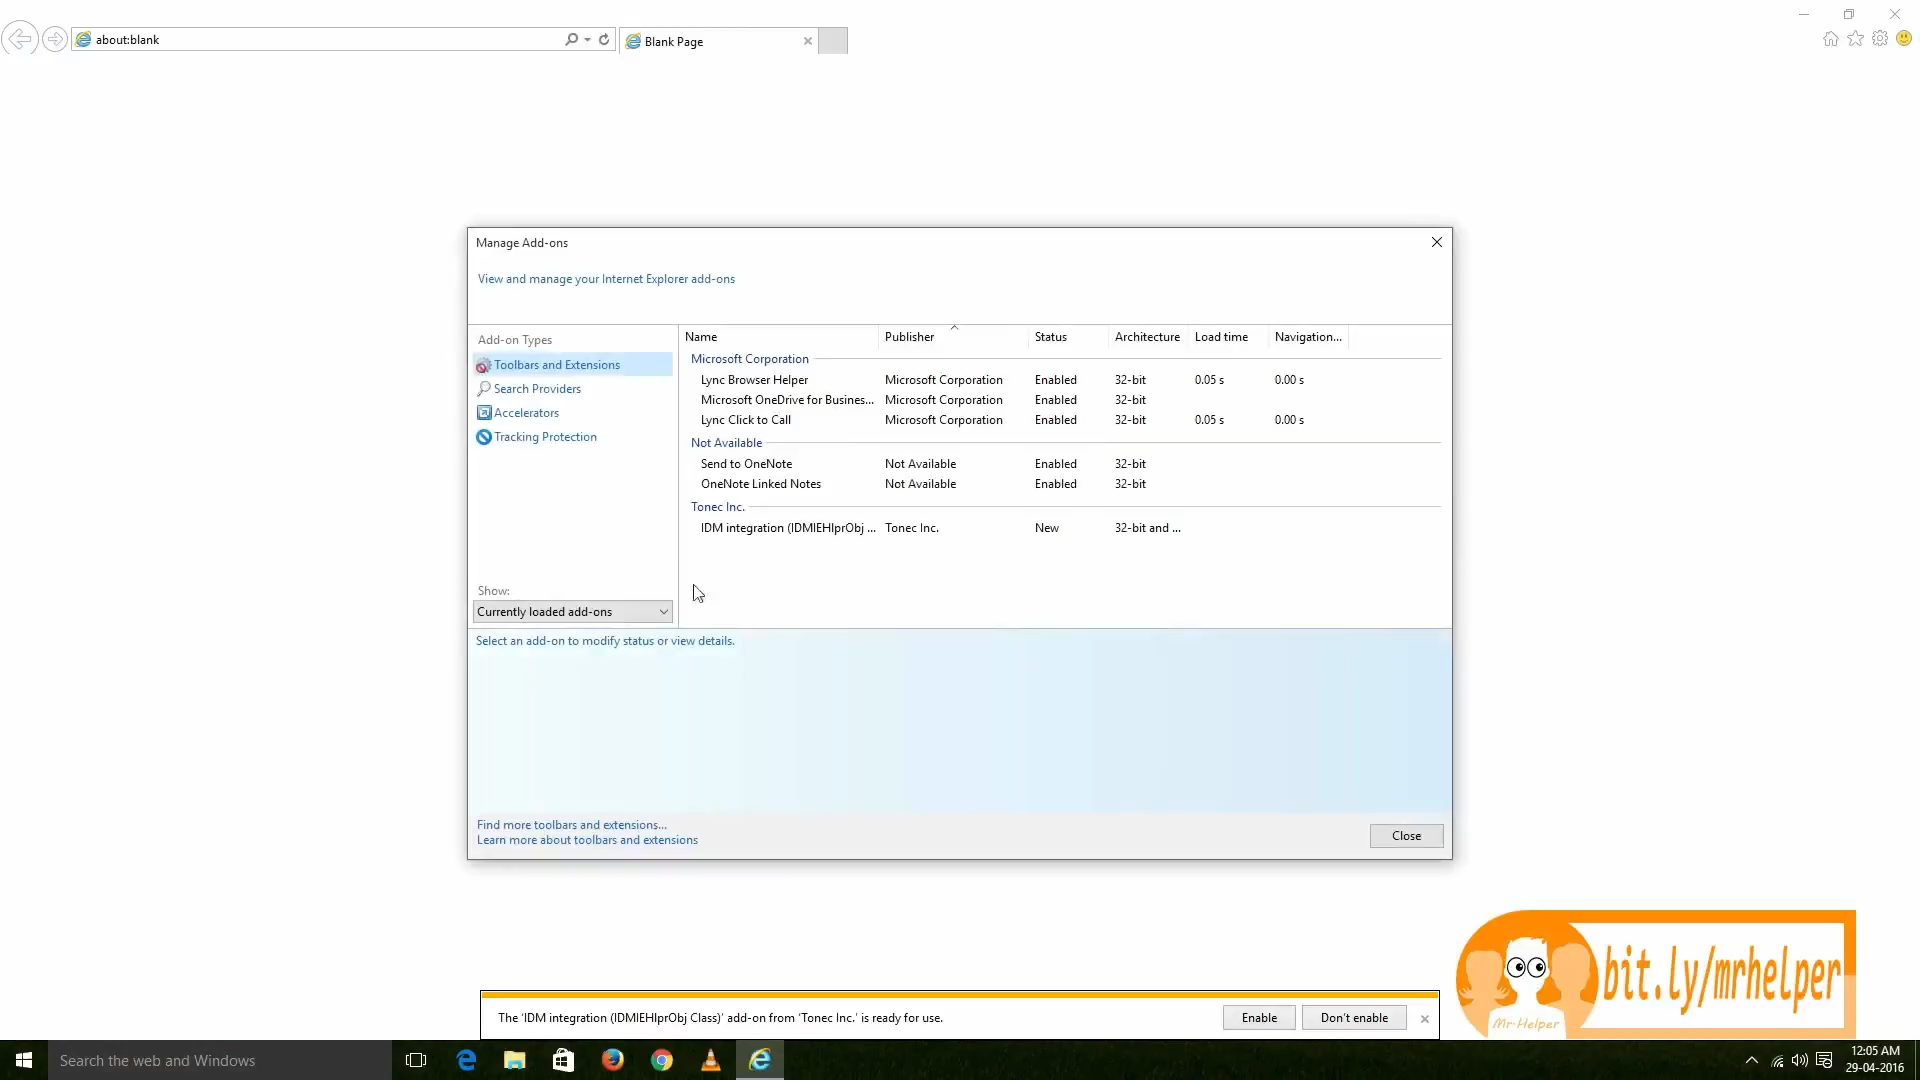 about:blank
Blank Page
Manage Add-ons
View and manage your Internet Explorer add-ons
Add-on Types
Toolbars and Extensions
Search Providers
Accelerators
Tracking Protection
Show:
Currently loaded add-ons
Name Publisher Status Architecture Load time Navigation...
Microsoft Corporation
Lync Browser Helper Microsoft Corporation Enabled 32-bit 0.05 s 0.00 s
Microsoft OneDrive for Busines... Microsoft Corporation Enabled 32-bit
Lync Click to Call Microsoft Corporation Enabled 32-bit 0.05 s 0.00 s
Not Available
Send to OneNote Not Available Enabled 32-bit
OneNote Linked Notes Not Available Enabled 32-bit
Tonec Inc.
IDM integration (IDMIEHlprObj ... Tonec Inc. New 32-bit and ...
Select an add-on to modify status or view details.
Find more toolbars and extensions...
Learn more about toolbars and extensions
Close
bit.ly/mrhelper
Mr-Helper
The 'IDM integration (IDMIEHlprObj Class)' add-on from 'Tonec Inc.' is ready for use.
Enable
Don't enable
Search the web and Windows
12:05 AM
29-04-2016